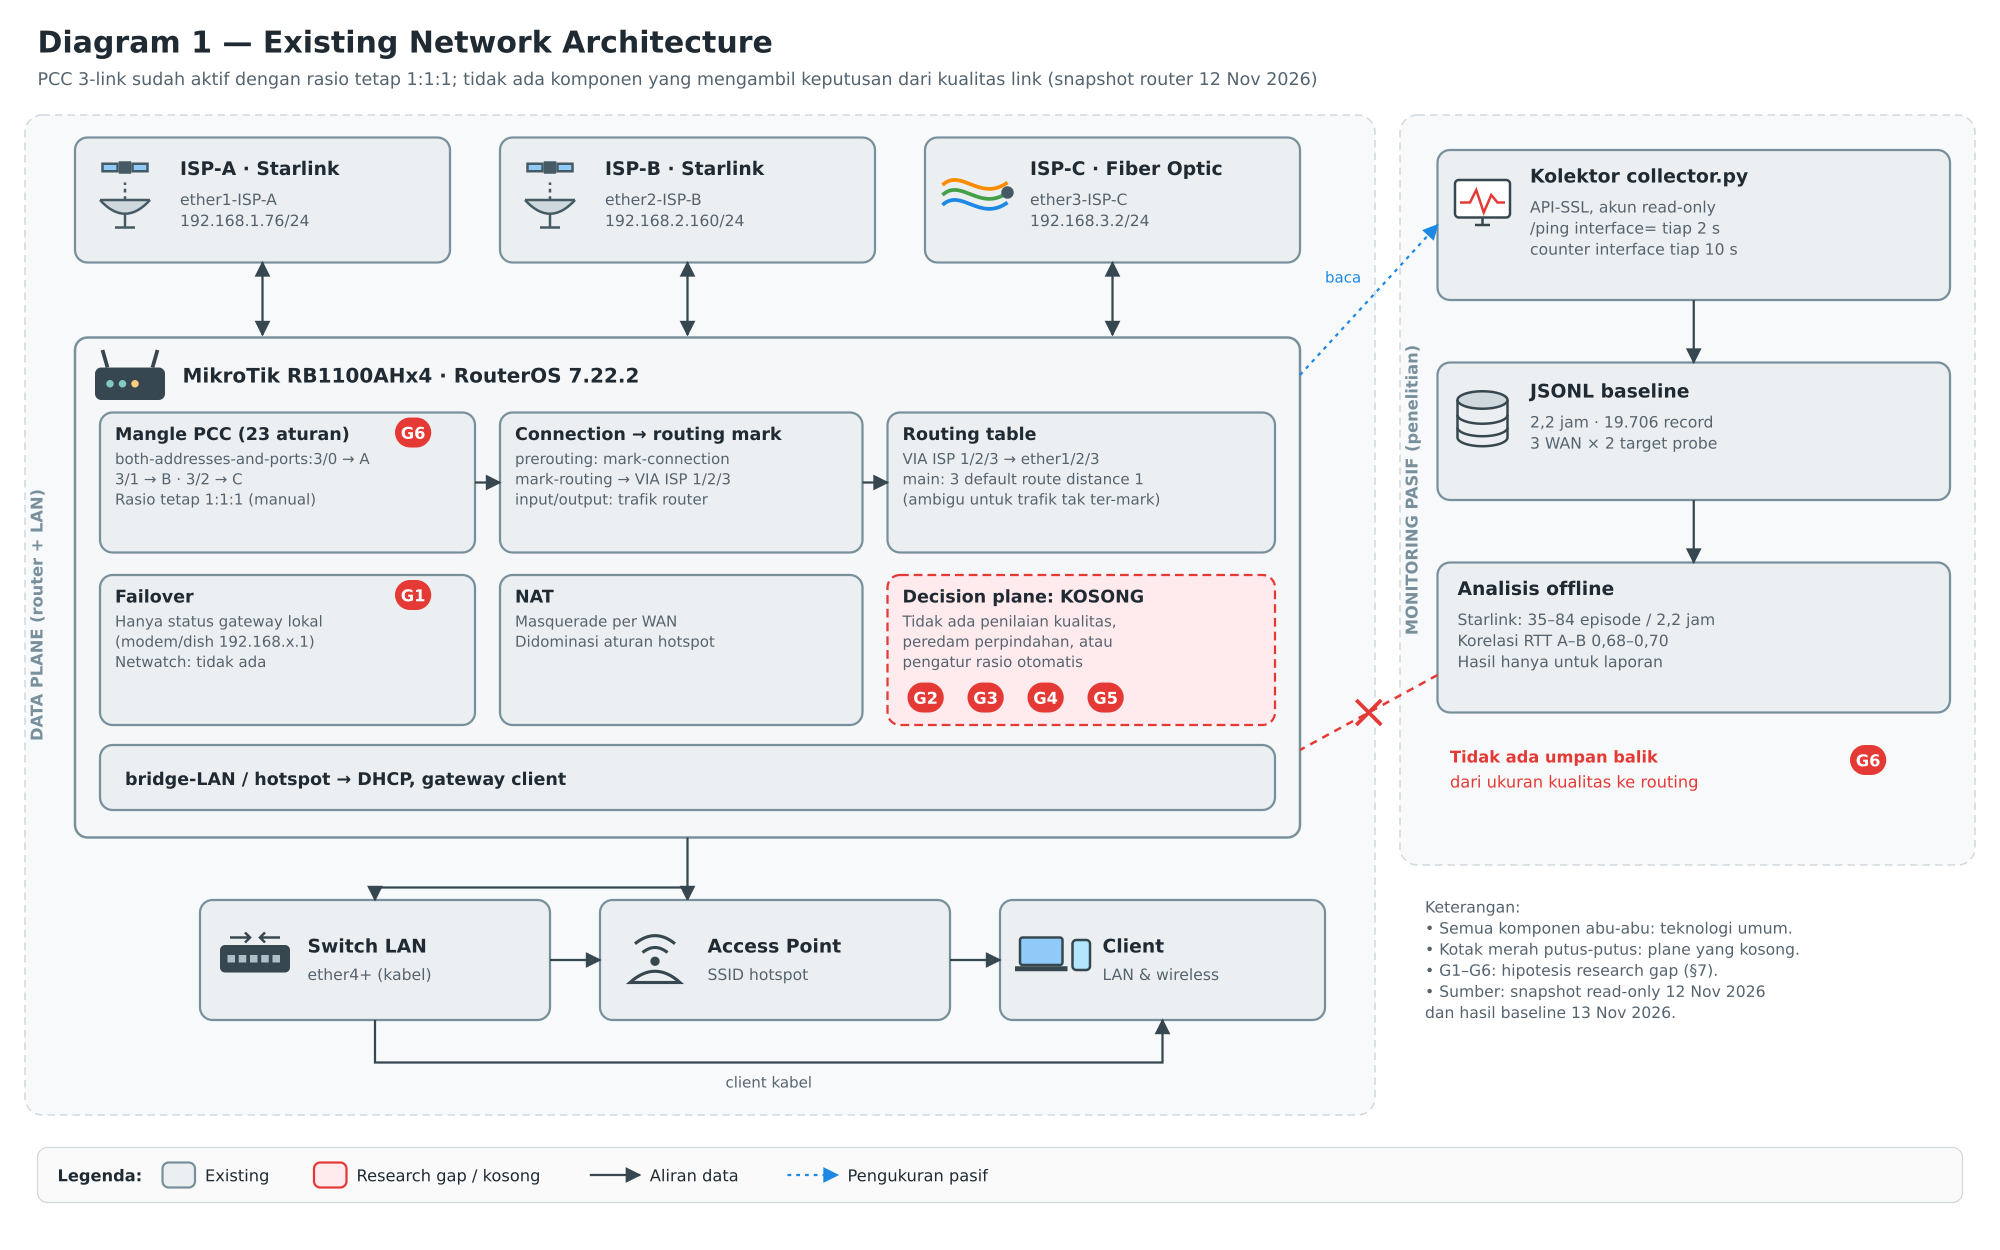 Diagram 1 — Existing Network Architecture
PCC 3-link sudah aktif dengan rasio tetap 1:1:1; tidak ada komponen yang mengambil keputusan dari kualitas link (snapshot router 12 Nov 2026)
DATA PLANE (router + LAN)
ISP-A · Starlink
ether1-ISP-A
192.168.1.76/24
ISP-B · Starlink
ether2-ISP-B
192.168.2.160/24
ISP-C · Fiber Optic
ether3-ISP-C
192.168.3.2/24
MikroTik RB1100AHx4 · RouterOS 7.22.2
Mangle PCC (23 aturan)
G6
both-addresses-and-ports:3/0 → A
3/1 → B · 3/2 → C
Rasio tetap 1:1:1 (manual)
Connection → routing mark
prerouting: mark-connection
mark-routing → VIA ISP 1/2/3
input/output: trafik router
Routing table
VIA ISP 1/2/3 → ether1/2/3
main: 3 default route distance 1
(ambigu untuk trafik tak ter-mark)
Failover
G1
Hanya status gateway lokal
(modem/dish 192.168.x.1)
Netwatch: tidak ada
NAT
Masquerade per WAN
Didominasi aturan hotspot
Decision plane: KOSONG
Tidak ada penilaian kualitas,
peredam perpindahan, atau
pengatur rasio otomatis
G2 G3 G4 G5
bridge-LAN / hotspot → DHCP, gateway client
Switch LAN
ether4+ (kabel)
Access Point
SSID hotspot
Client
LAN & wireless
client kabel
baca
MONITORING PASIF (penelitian)
Kolektor collector.py
API-SSL, akun read-only
/ping interface= tiap 2 s
counter interface tiap 10 s
JSONL baseline
2,2 jam · 19.706 record
3 WAN × 2 target probe
Analisis offline
Starlink: 35–84 episode / 2,2 jam
Korelasi RTT A–B 0,68–0,70
Hasil hanya untuk laporan
Tidak ada umpan balik
G6
dari ukuran kualitas ke routing
Keterangan:
• Semua komponen abu-abu: teknologi umum.
• Kotak merah putus-putus: plane yang kosong.
• G1–G6: hipotesis research gap (§7).
• Sumber: snapshot read-only 12 Nov 2026
dan hasil baseline 13 Nov 2026.
Legenda: Existing Research gap / kosong Aliran data Pengukuran pasif